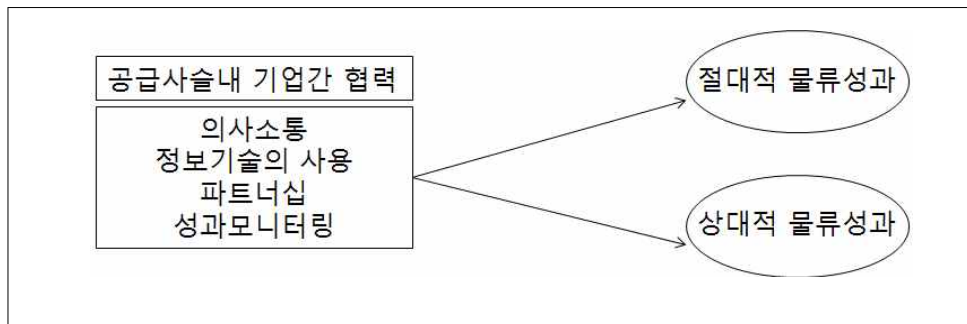 공급사슬내 기업간 협력
의사소통
정보기술의 사용
파트너십
성과모니터링
절대적 물류성과
상대적 물류성과